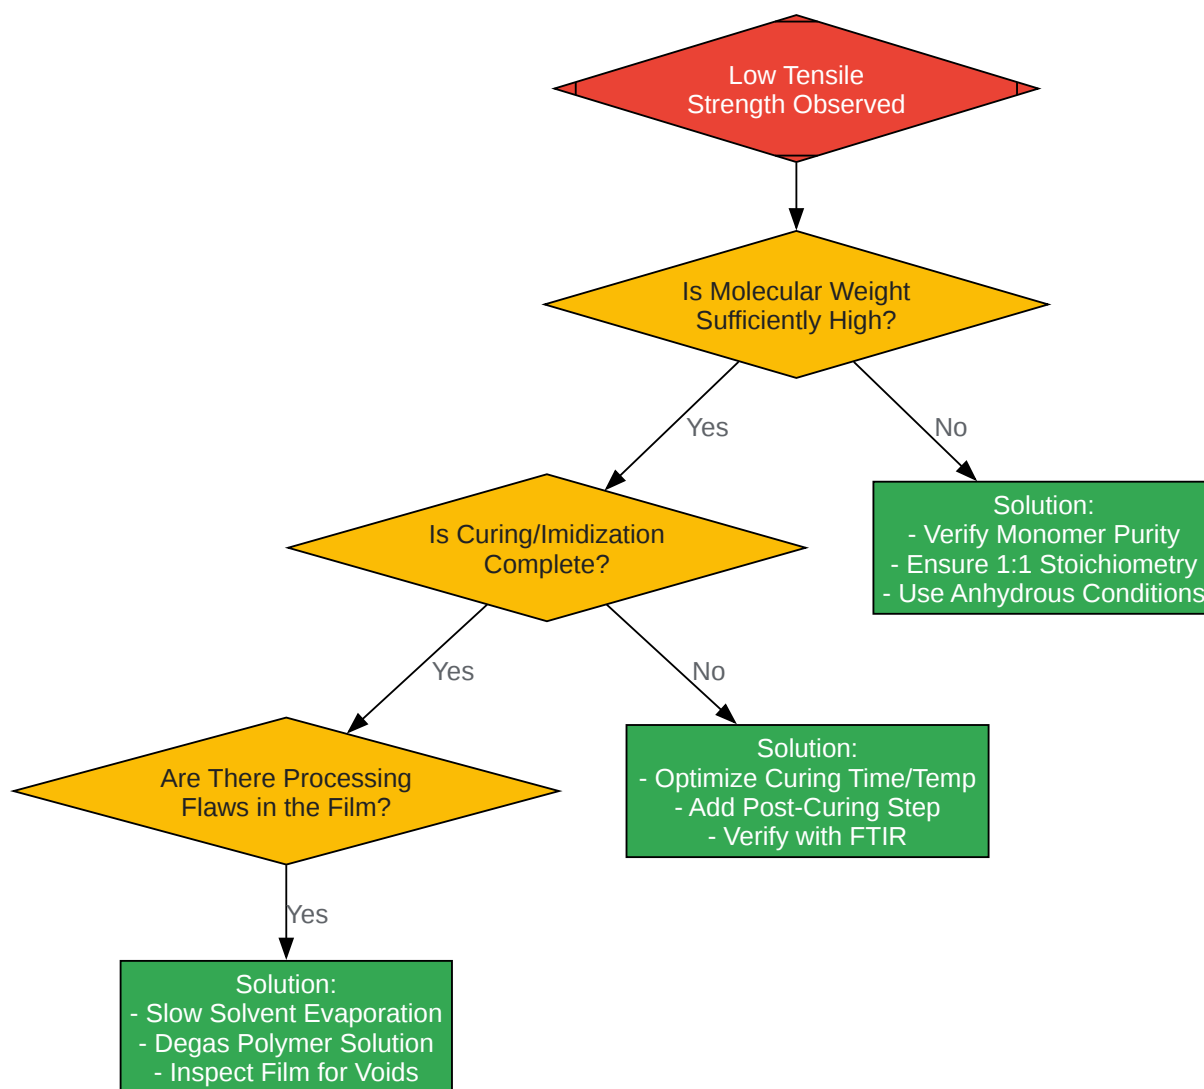 Low Tensile
Strength Observed
Is Molecular Weight
Sufficiently High?
Yes
No
Is Curing/Imidization
Complete?
Solution:
- Verify Monomer Purity
- Ensure 1:1 Stoichiometry
- Use Anhydrous Conditions
Yes
No
Are There Processing
Flaws in the Film?
Solution:
- Optimize Curing Time/Temp
- Add Post-Curing Step
- Verify with FTIR
Yes
Solution:
- Slow Solvent Evaporation
- Degas Polymer Solution
- Inspect Film for Voids